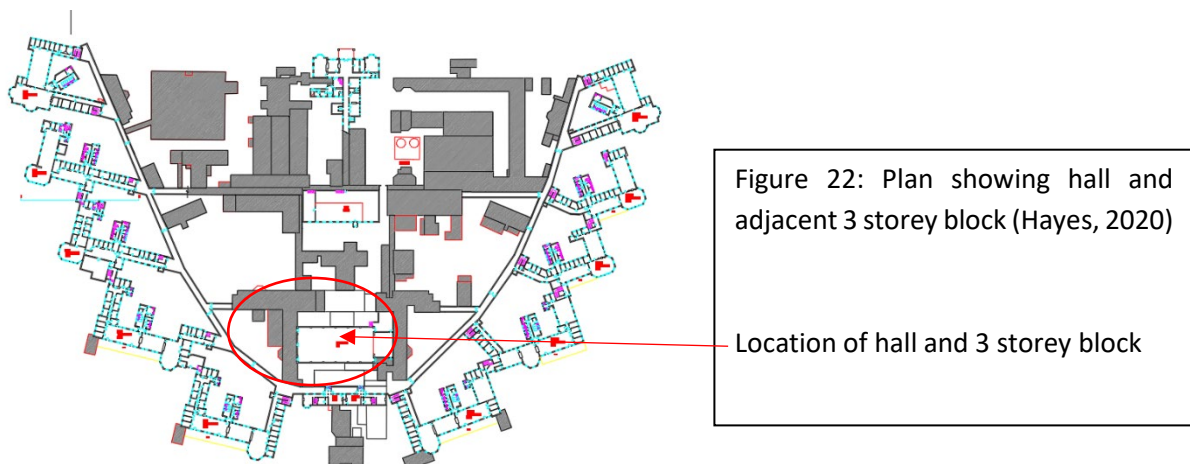 Figure 22: Plan showing hall and
adjacent 3 storey block (Hayes, 2020)
Location of hall and 3 storey block